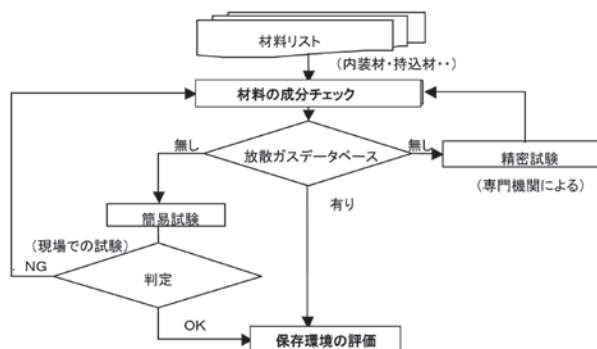 材料リスト
(内装材・持込材・・)
材料の成分チェック
無し
放散ガスデータベース
無し
精密試験
(専門機関による)
有り
簡易試験
(現場での試験)
NG
判定
OK
保存環境の評価